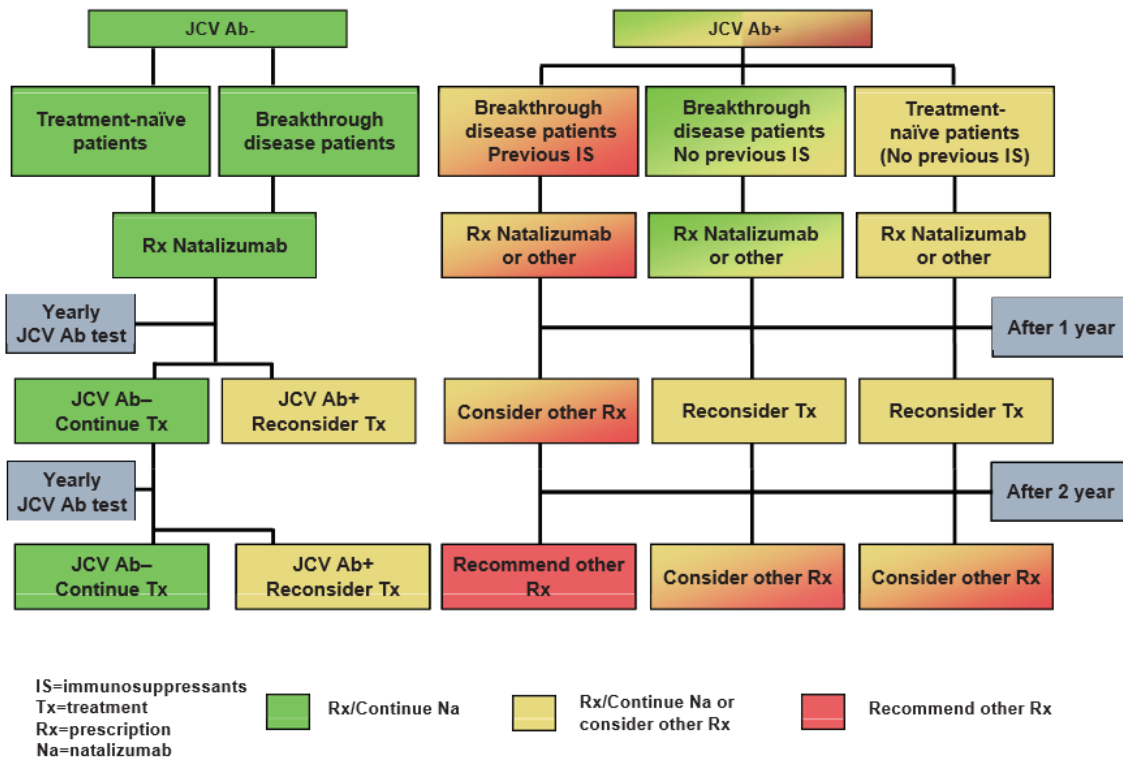 JCV Ab-
JCV Ab+
Treatment-naïve
patients
Breakthrough
disease patients
Breakthrough
disease patients
Previous IS
Breakthrough
disease patients
No previous IS
Treatment-
naïve patients
(No previous IS)
Rx Natalizumab
Rx Natalizumab
or other
Rx Natalizumab
or other
Rx Natalizumab
or other
Yearly
JCV Ab test
After 1 year
JCV Ab–
Continue Tx
JCV Ab+
Reconsider Tx
Consider other Rx
Reconsider Tx
Reconsider Tx
Yearly
JCV Ab test
After 2 year
JCV Ab–
Continue Tx
JCV Ab+
Reconsider Tx
Recommend other
Rx
Consider other Rx
Consider other Rx
IS=immunosuppressants
Tx=treatment
Rx=prescription
Na=natalizumab
Rx/Continue Na
Rx/Continue Na or
consider other Rx
Recommend other Rx